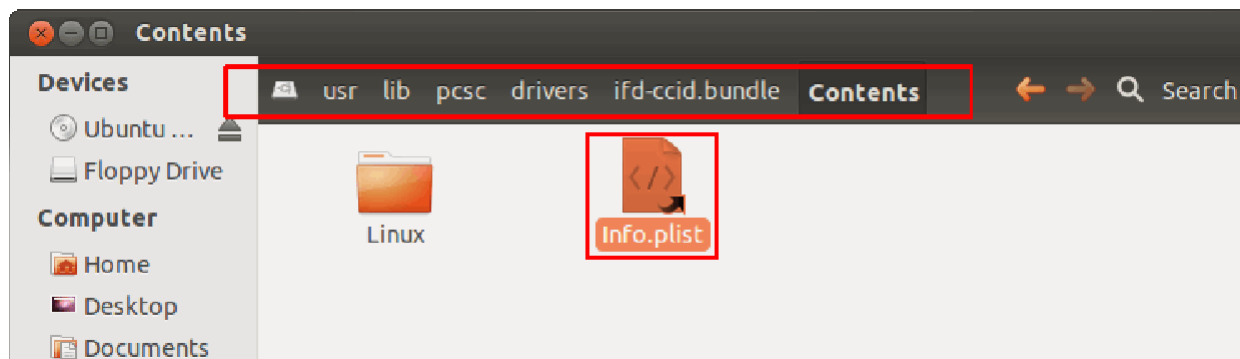 Contents
Devices
usr lib pcsc drivers ifd-ccid.bundle Contents Search
Ubuntu ...
Floppy Drive
Computer
Home
Desktop
Documents
Linux
Info.plist